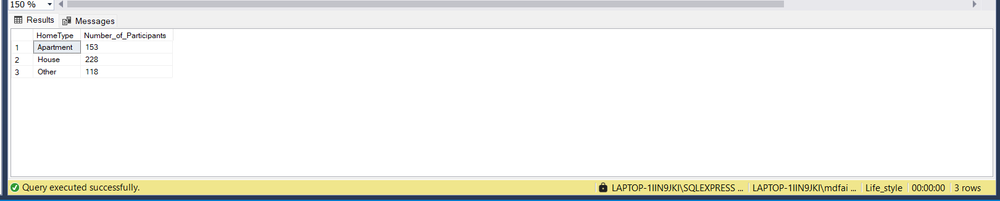 150 %
Results Messages
HomeType Number_of_Participants
1 Apartment 153
2 House 228
3 Other 118
Query executed successfully. LAPTOP-1IIN9JKI\SQLEXPRESS ... LAPTOP-1IIN9JKI\mdfai ... Life_style 00:00:00 3 rows